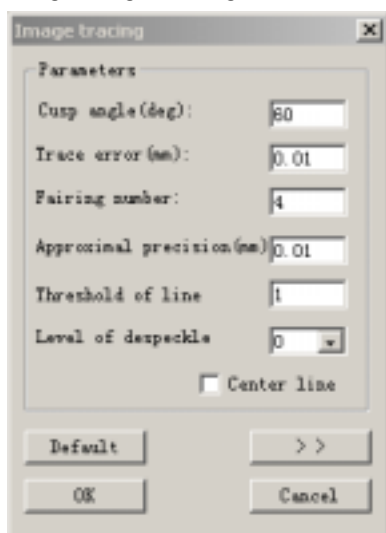 Image tracing
Parameters
Cusp angle(deg): 60
Trace error(mm): 0.01
Fairing number: 4
Approximal precision(mm) 0.01
Threshold of line 1
Level of despeckle 0
Center line
Default >>
OK Cancel